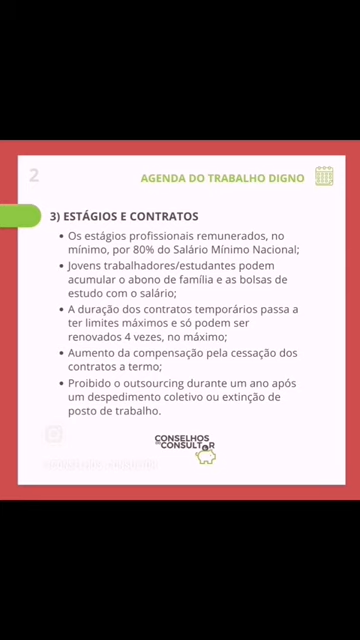 2
AGENDA DO TRABALHO DIGNO
3) ESTÁGIOS E CONTRATOS
• Os estágios profissionais remunerados, no
mínimo, por 80% do Salário Mínimo Nacional;
• Jovens trabalhadores/estudantes podem
acumular o abono de família e as bolsas de
estudo com o salário;
• A duração dos contratos temporários passa a
ter limites máximos e só podem ser
renovados 4 vezes, no máximo;
• Aumento da compensação pela cessação dos
contratos a termo;
• Proibido o outsourcing durante um ano após
um despedimento coletivo ou extinção de
posto de trabalho.
CONSELHOS
DO CONSULTOR